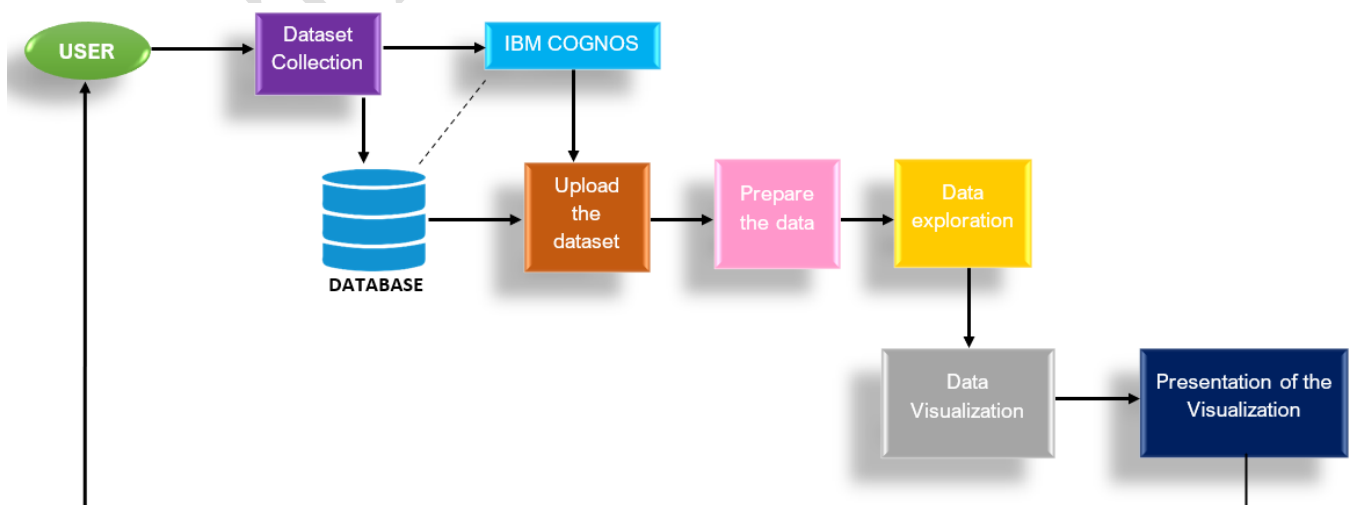 USER
Dataset
Collection
IBM COGNOS
DATABASE
Upload
the
dataset
Prepare
the data
Data
exploration
Data
Visualization
Presentation of the
Visualization